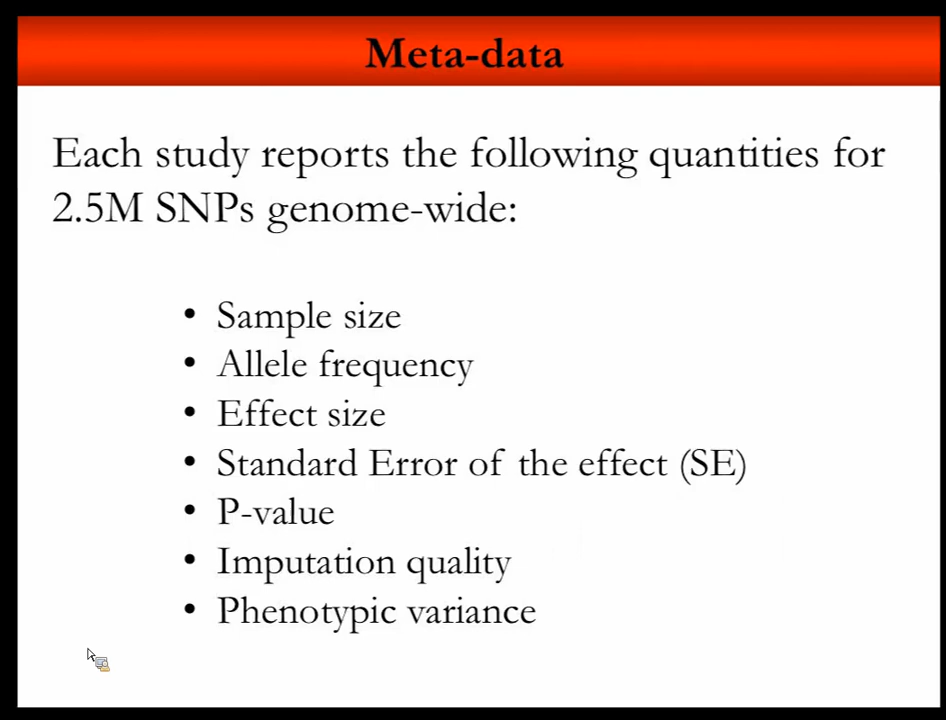 Meta-data
Each study reports the following quantities for
2.5M SNPs genome-wide:
• Sample size
• Allele frequency
• Effect size
• Standard Error of the effect (SE)
• P-value
• Imputation quality
• Phenotypic variance